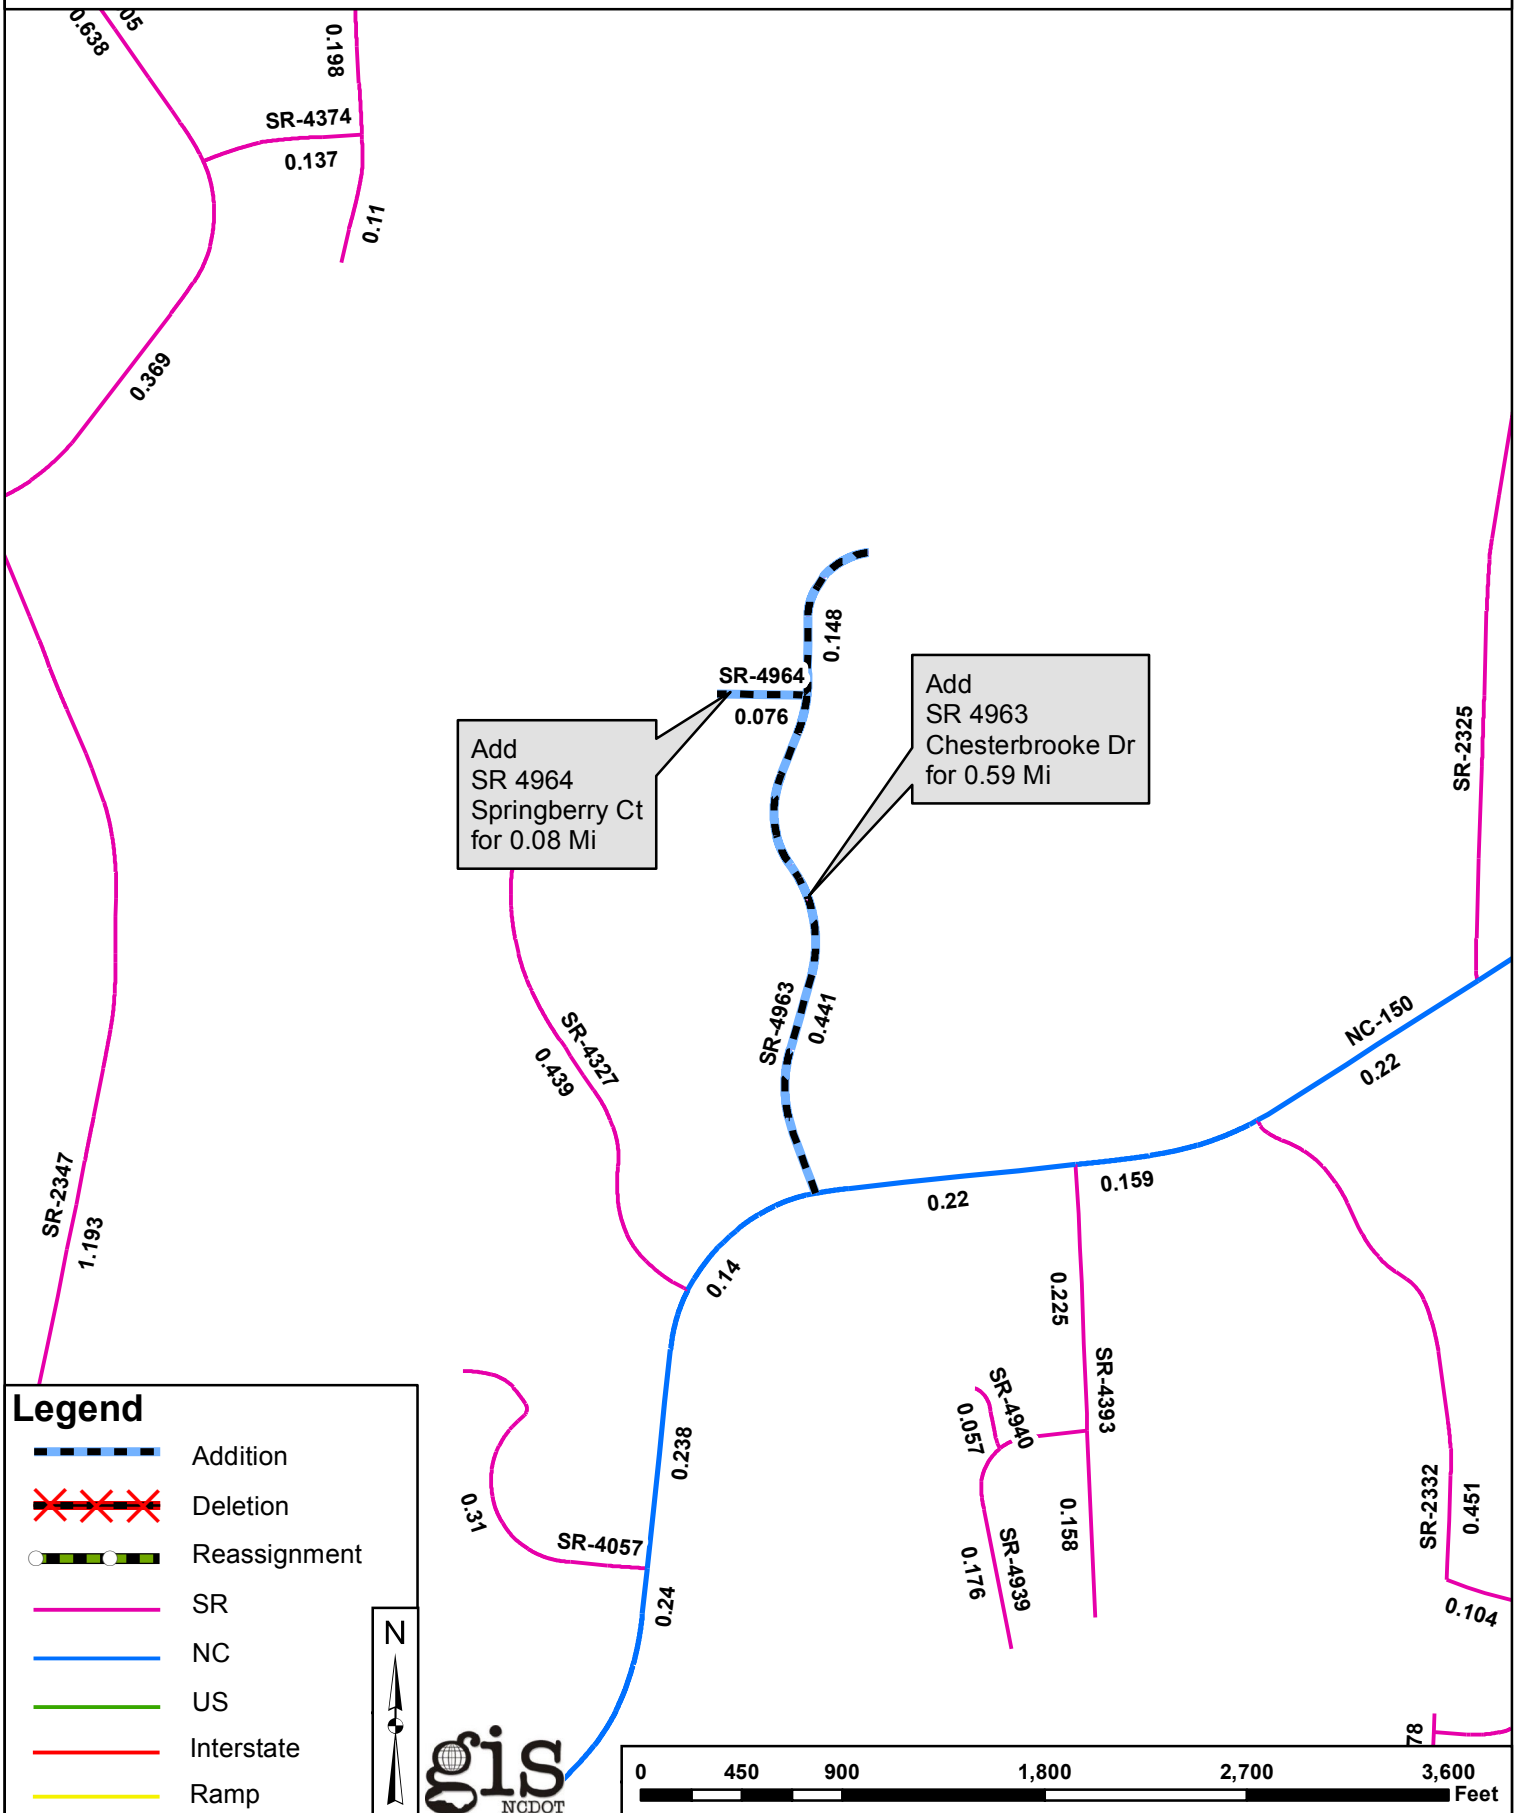 0.638
05
0.198
SR-4374
0.137
0.11
0.369
0.148
SR-4964
0.076
Add
SR 4964
Springberry Ct
for 0.08 Mi
Add
SR 4963
Chesterbrooke Dr
for 0.59 Mi
SR-2325
SR-4963
0.441
SR-4327
0.439
NC-150
0.22
0.159
0.22
0.14
SR-2347
1.193
0.225
SR-4393
SR-4940
0.057
0.238
0.31
SR-4057
0.24
0.158
SR-4939
0.176
SR-2332
0.451
0.104
78
Legend
Addition
Deletion
Reassignment
SR
NC
US
Interstate
Ramp
N
gis
NCDOT
0 450 900 1,800 2,700 3,600
Feet